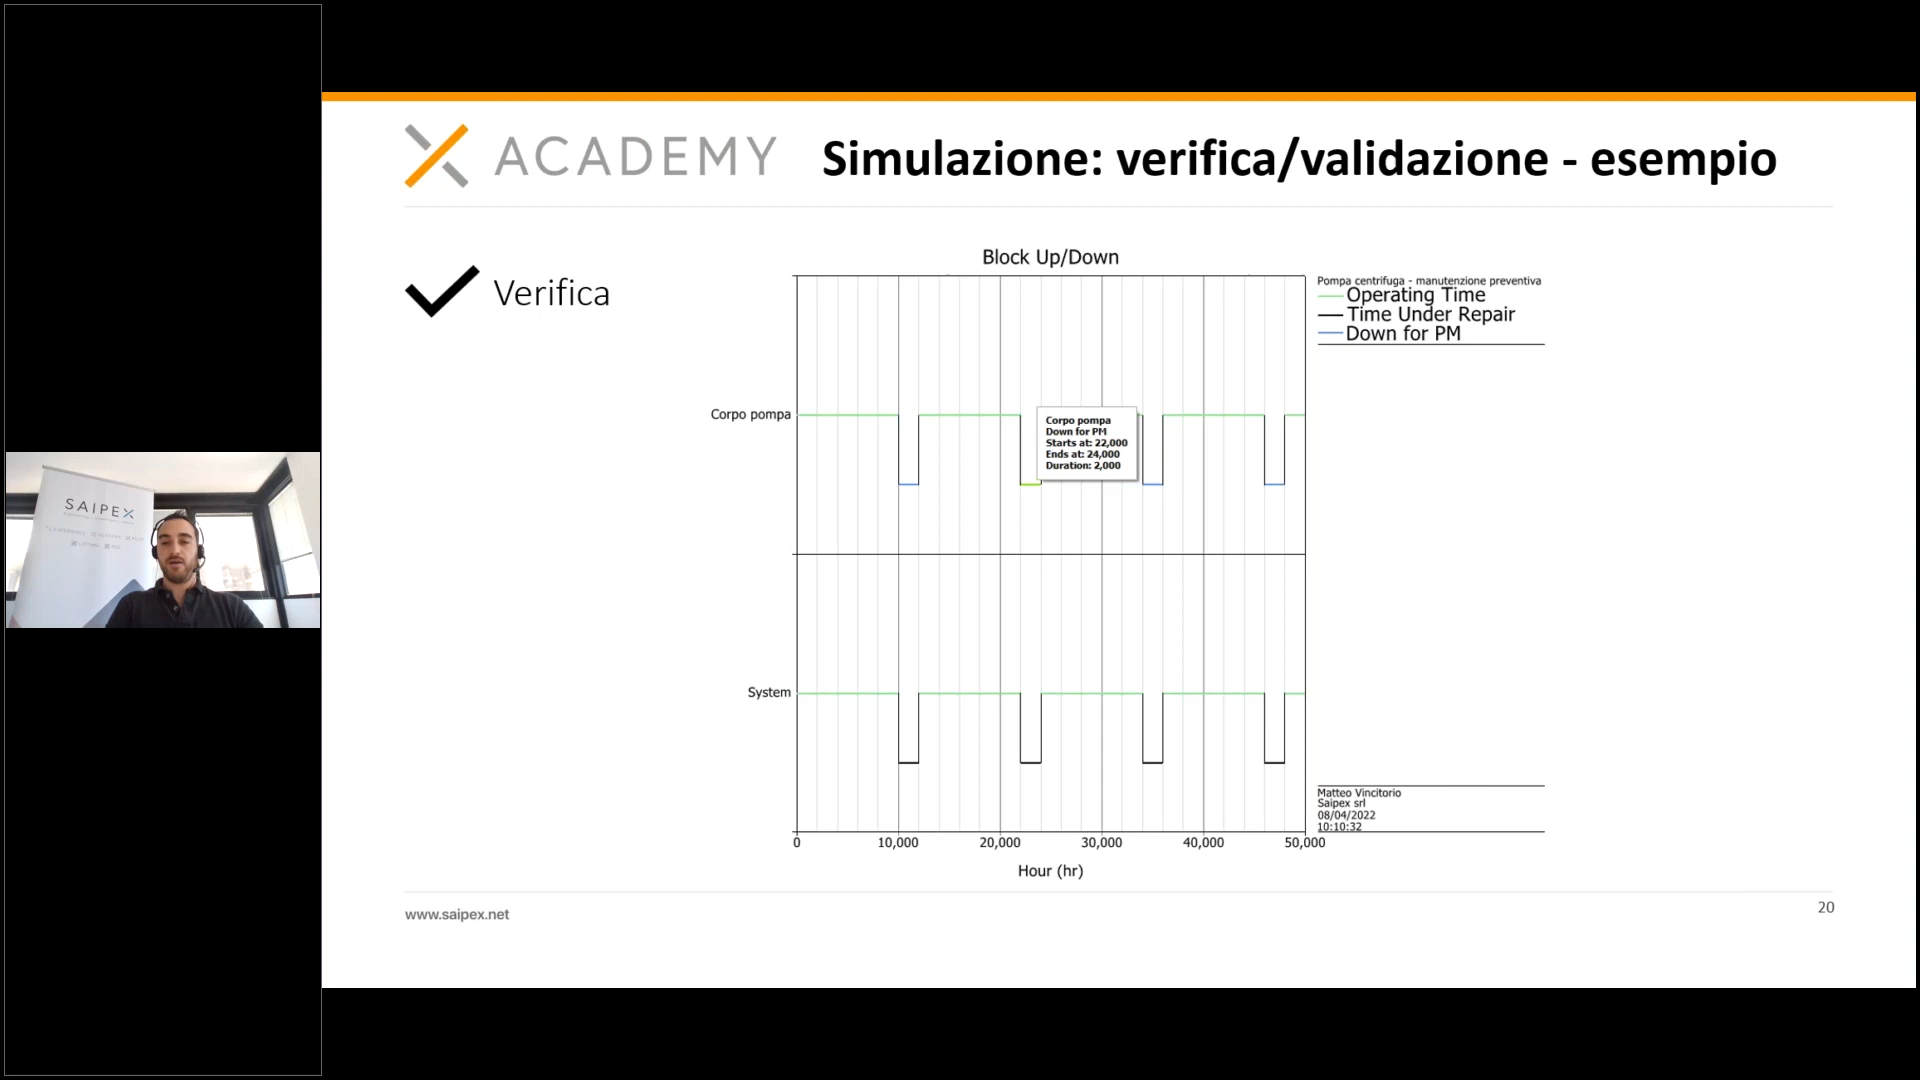 SAIPEX
ACADEMY
Simulazione: verifica/validazione - esempio
Verifica
Block Up/Down
Pompa centrifuga - manutenzione preventiva
Operating Time
Time Under Repair
Down for PM
Corpo pompa
Corpo pompa
Down for PM
Starts at: 22,000
Ends at: 24,000
Duration: 2,000
System
Matteo Vincitorio
Saipex srl
08/04/2022
10:10:32
0 10,000 20,000 30,000 40,000 50,000
Hour (hr)
www.saipex.net
20